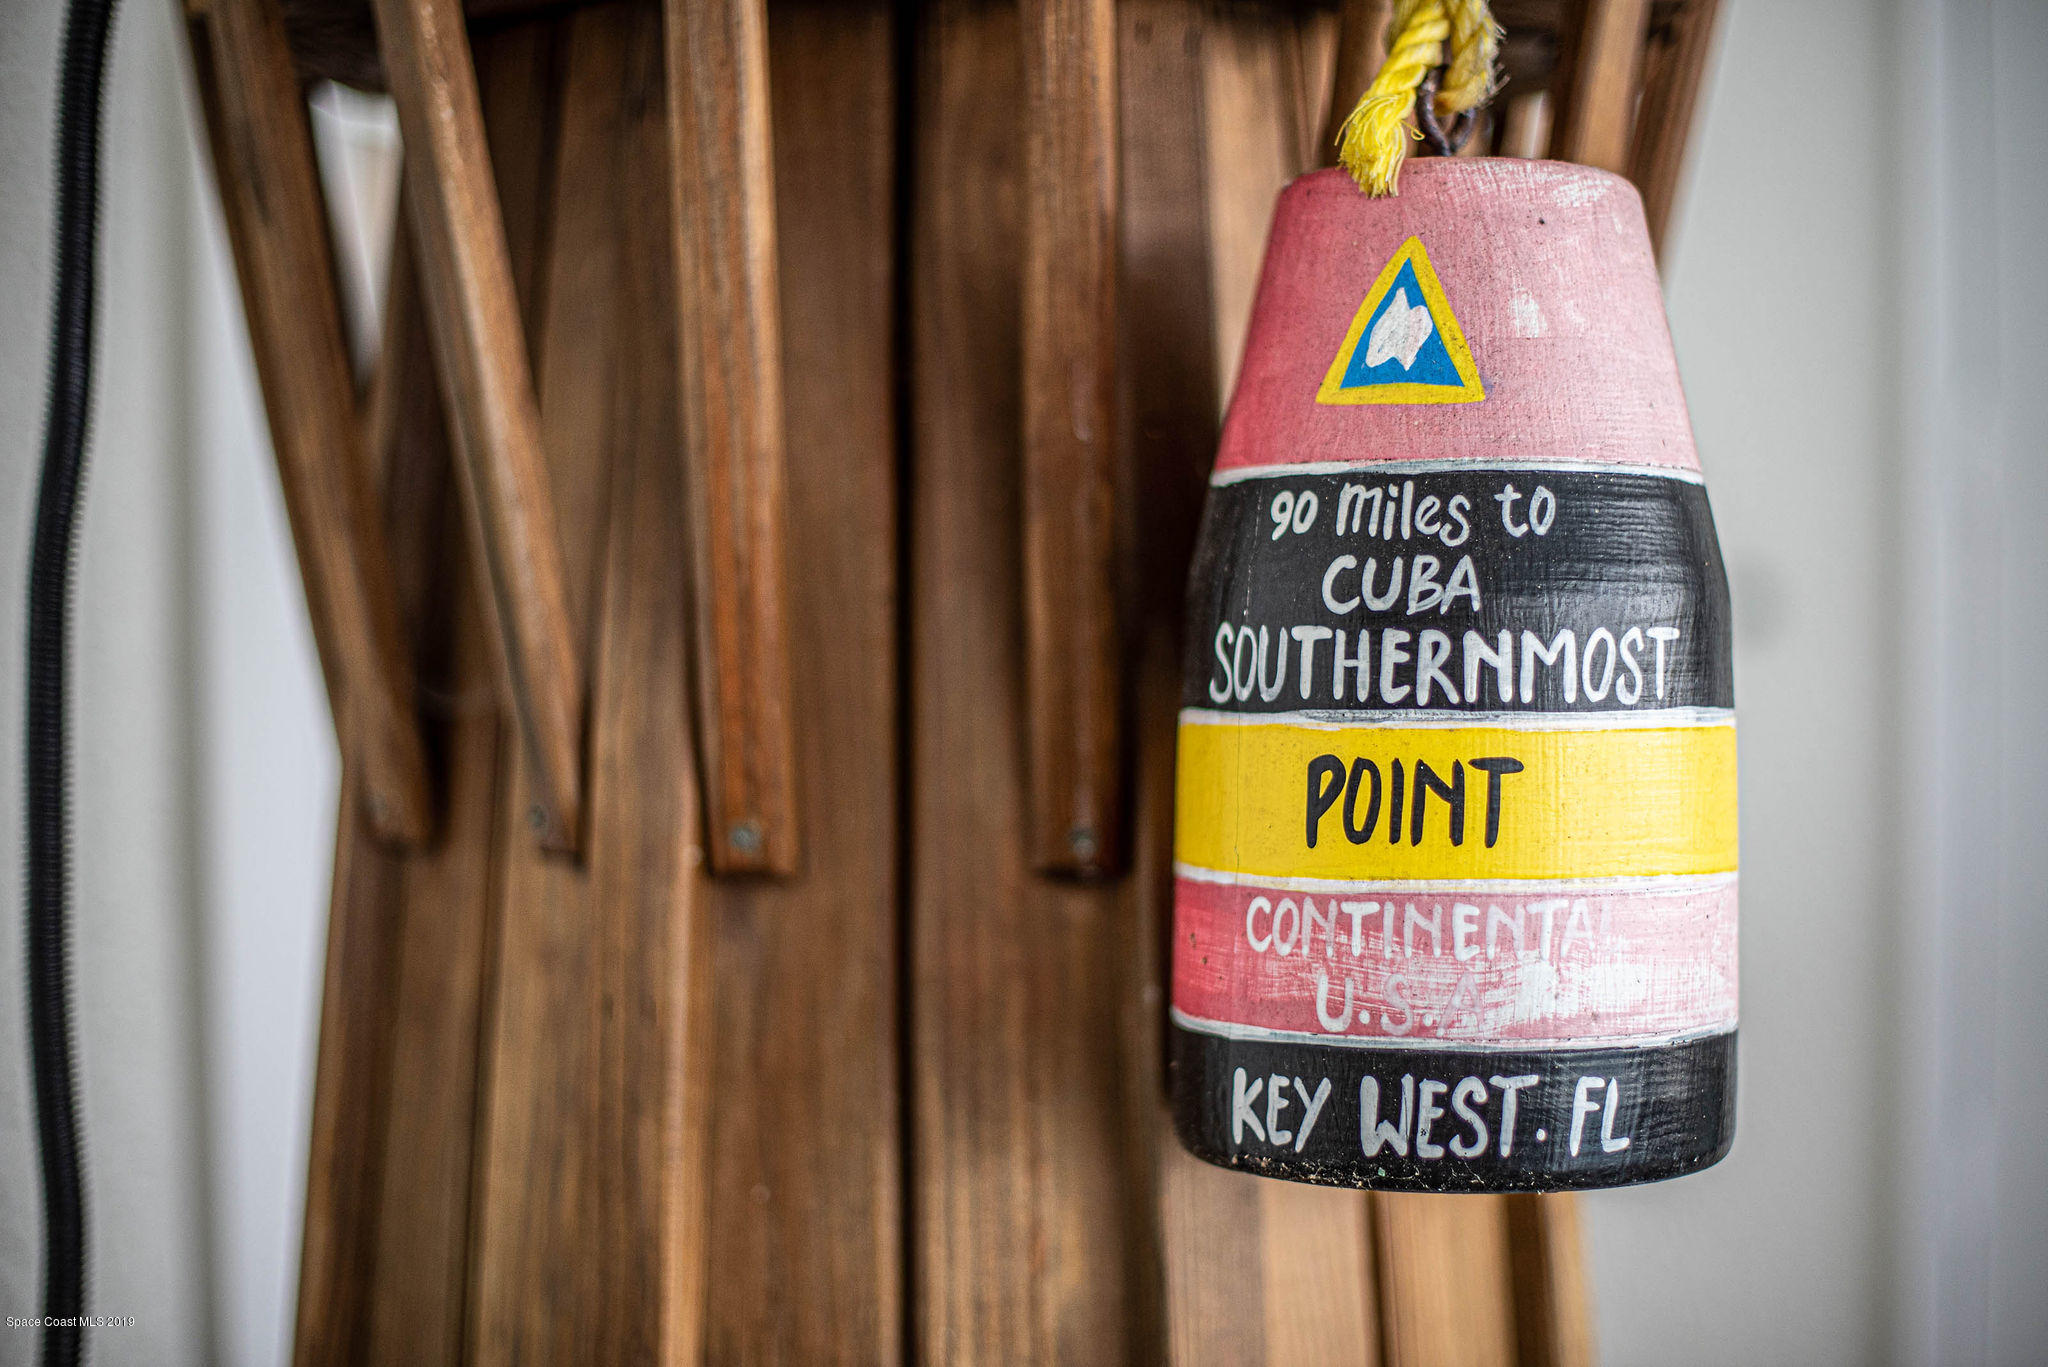 90 miles to
CUBA
SOUTHERNMOST
POINT
CONTINENTAL
U.S.A
KEY WEST. FL
Space Coast MLS 2019